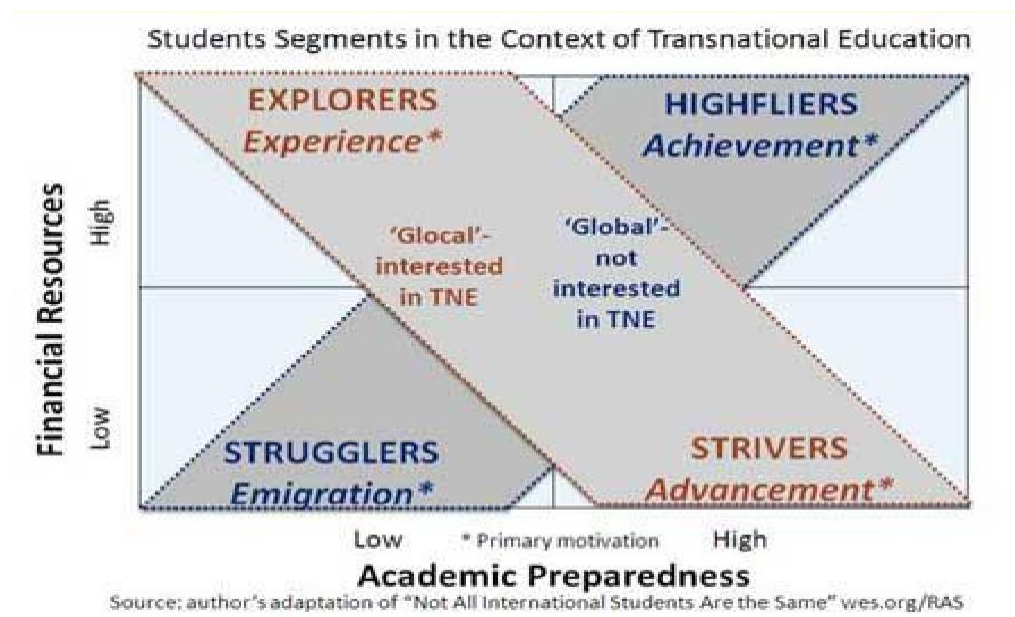 Students Segments in the Context of Transnational Education
EXPLORERS
Experience*
HIGHFLIERS
Achievement*
'Glocal'-
interested
in TNE
'Global'-
not
interested
in TNE
STRUGGLERS
Emigration*
STRIVERS
Advancement*
Financial Resources
High
Low
Low
* Primary motivation
High
Academic Preparedness
Source: author's adaptation of "Not All International Students Are the Same" wes.org/RAS